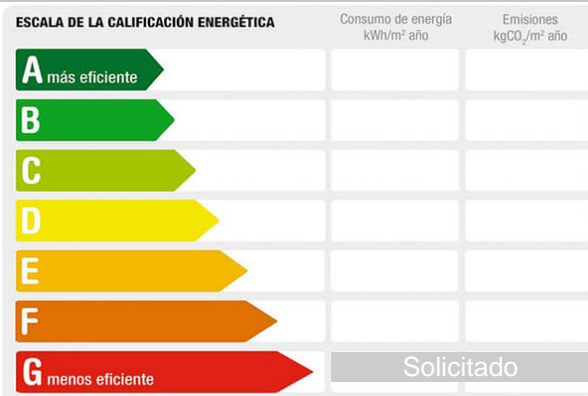 ESCALA DE LA CALIFICACIÓN ENERGÉTICA
Consumo de energía
kWh/m² año
Emisiones
kgCO₂/m² año
A más eficiente
B
C
D
E
F
G menos eficiente
Solicitado